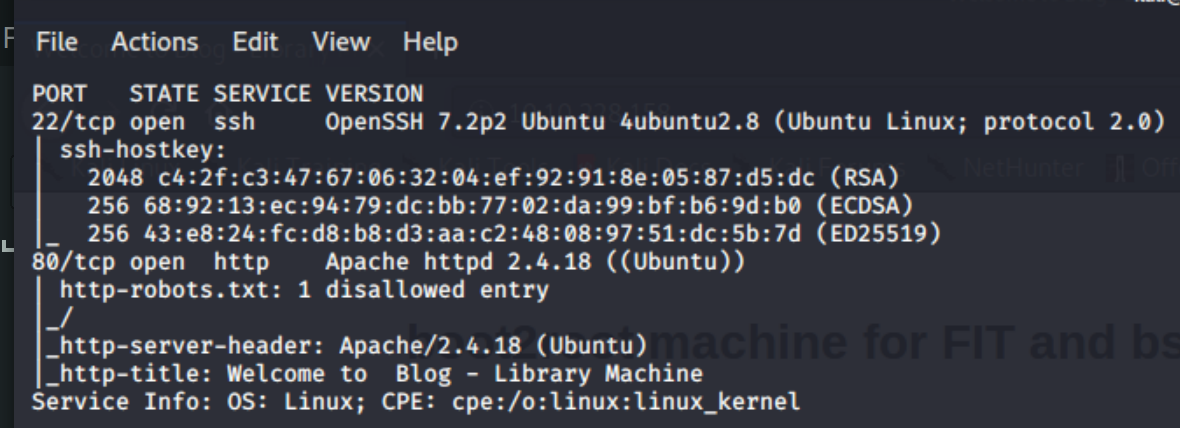 File Actions Edit View Help
PORT STATE SERVICE VERSION
22/tcp open ssh OpenSSH 7.2p2 Ubuntu 4ubuntu2.8 (Ubuntu Linux; protocol 2.0)
| ssh-hostkey:
| 2048 c4:2f:c3:47:67:06:32:04:ef:92:91:8e:05:87:d5:dc (RSA)
| 256 68:92:13:ec:94:79:dc:bb:77:02:da:99:bf:b6:9d:b0 (ECDSA)
|_ 256 43:e8:24:fc:d8:b8:d3:aa:c2:48:08:97:51:dc:5b:7d (ED25519)
80/tcp open http Apache httpd 2.4.18 ((Ubuntu))
| http-robots.txt: 1 disallowed entry
|_/
|_http-server-header: Apache/2.4.18 (Ubuntu)
|_http-title: Welcome to Blog - Library Machine
Service Info: OS: Linux; CPE: cpe:/o:linux:linux_kernel
NetHunter
machine for FIT and